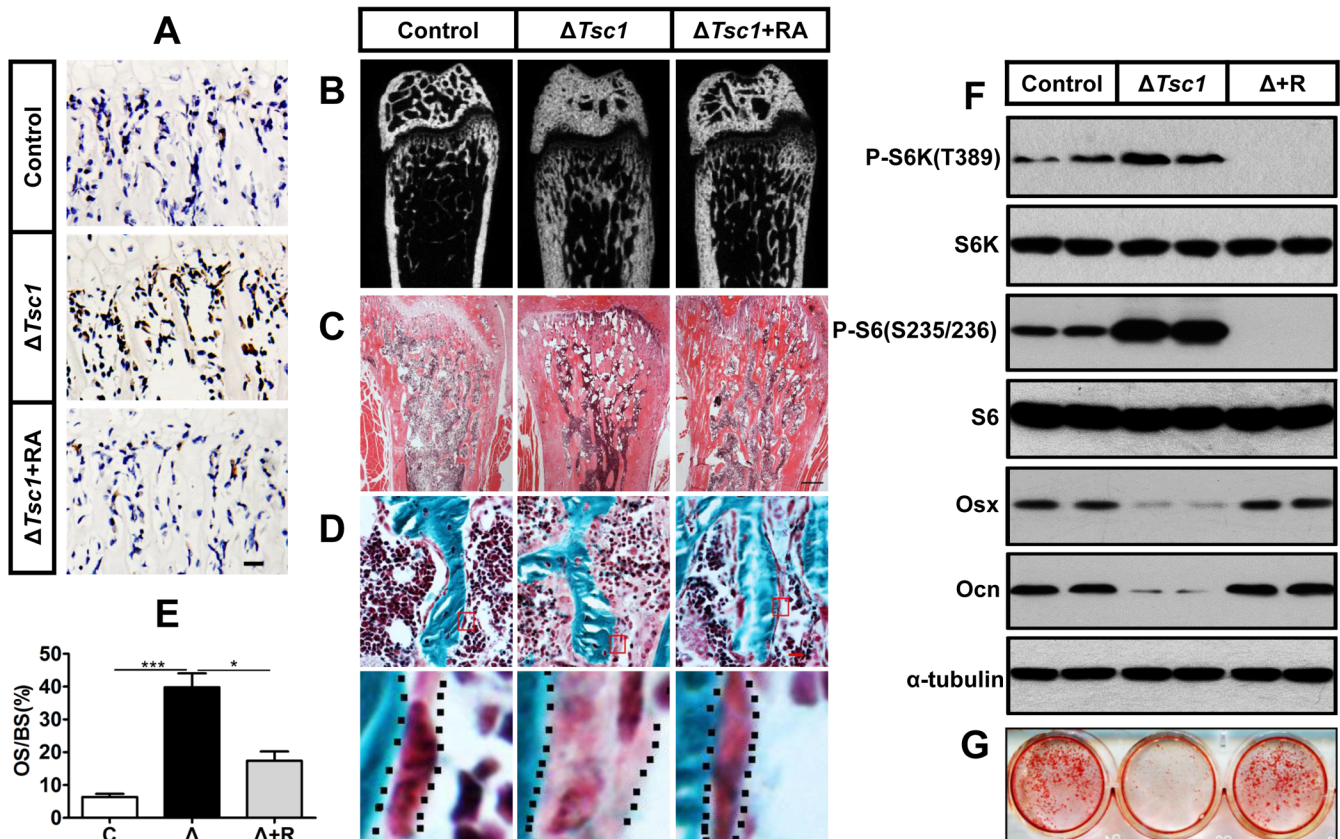 A
Control
ΔTsc1
ΔTsc1+RA
Control ΔTsc1 ΔTsc1+RA
B
C
D
E
OS/BS(%)
50
40
30
20
10
0
*** *
C Δ Δ+R
F
Control ΔTsc1 Δ+R
P-S6K(T389)
S6K
P-S6(S235/236)
S6
Osx
Ocn
α-tubulin
G